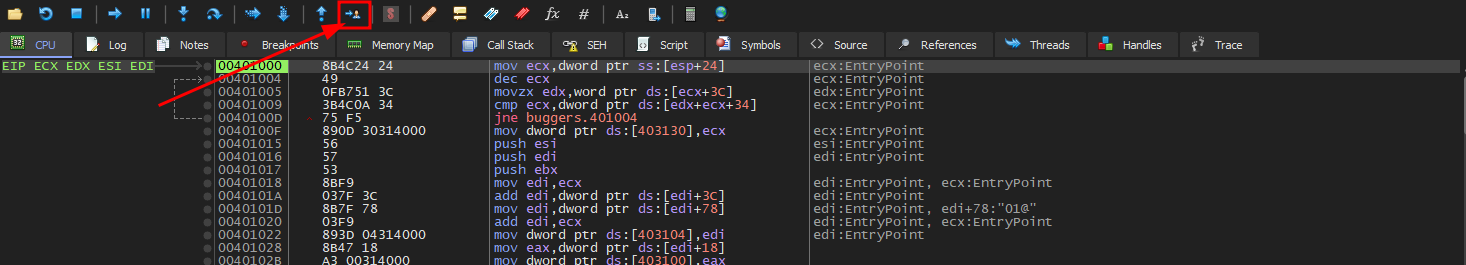 fx # A₂
32 CPU Log Notes Breakpoints Memory Map Call Stack SEH Script Symbols Source References Threads Handles Trace
EIP ECX EDX ESI EDI 00401000 8B4C24 24 mov ecx,dword ptr ss:[esp+24] ecx:EntryPoint
00401004 49 dec ecx ecx:EntryPoint
00401005 0FB751 3C movzx edx,word ptr ds:[ecx+3C] edx:EntryPoint
00401009 3B4C0A 34 cmp ecx,dword ptr ds:[edx+ecx+34] ecx:EntryPoint
0040100D 75 F5 jne buggers.401004
0040100F 890D 30314000 mov dword ptr ds:[403130],ecx ecx:EntryPoint
00401015 56 push esi esi:EntryPoint
00401016 57 push edi edi:EntryPoint
00401017 53 push ebx
00401018 8BF9 mov edi,ecx edi:EntryPoint, ecx:EntryPoint
0040101A 037F 3C add edi,dword ptr ds:[edi+3C] edi:EntryPoint
0040101D 8B7F 78 mov edi,dword ptr ds:[edi+78] edi:EntryPoint, edi+78:"01@"
00401020 03F9 add edi,ecx edi:EntryPoint, ecx:EntryPoint
00401022 893D 04314000 mov dword ptr ds:[403104],edi edi:EntryPoint
00401028 8B47 18 mov eax,dword ptr ds:[edi+18]
0040102B A3 00314000 mov dword ptr ds:[403100],eax